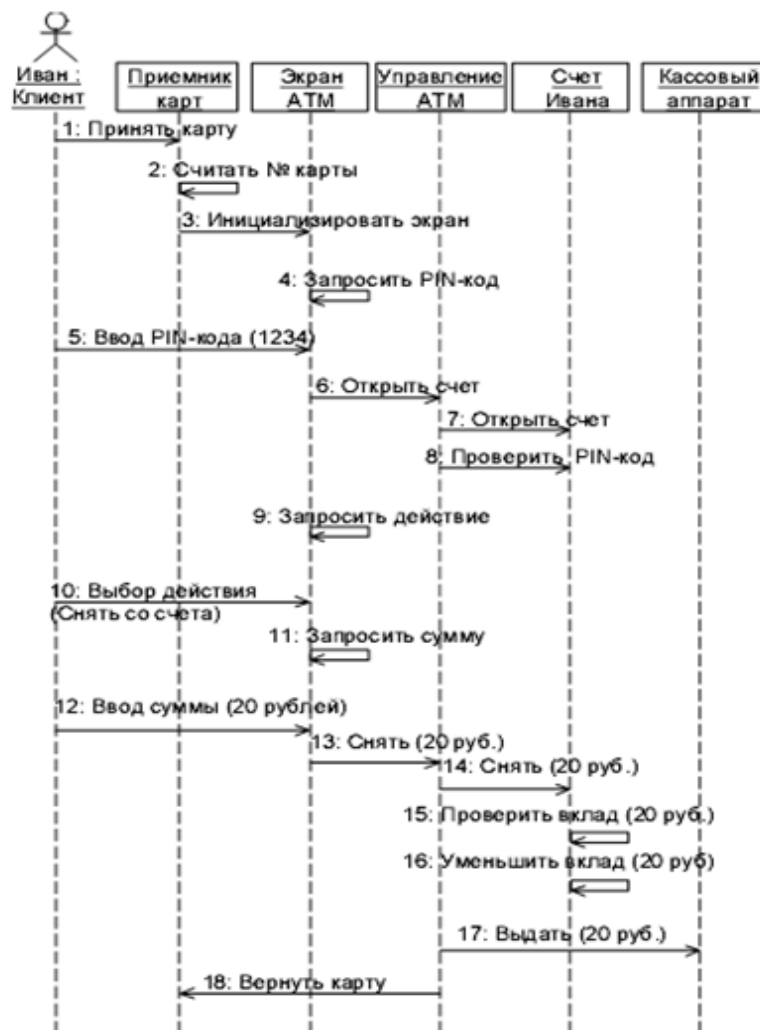 Иван :
Клиент
Приемник
карт
Экран
АТМ
Управление
АТМ
Счет
Ивана
Кассовый
аппарат
1: Принять карту
2: Считать № карты
3: Инициализировать экран
4: Запросить PIN-код
5: Ввод PIN-кода (1234)
6: Открыть счет
7: Открыть счет
8: Проверить PIN-код
9: Запросить действие
10: Выбор действия
(Снять со счета)
11: Запросить сумму
12: Ввод суммы (20 рублей)
13: Снять (20 руб.)
14: Снять (20 руб.)
15: Проверить вклад (20 руб.)
16: Уменьшить вклад (20 руб)
17: Выдать (20 руб.)
18: Вернуть карту